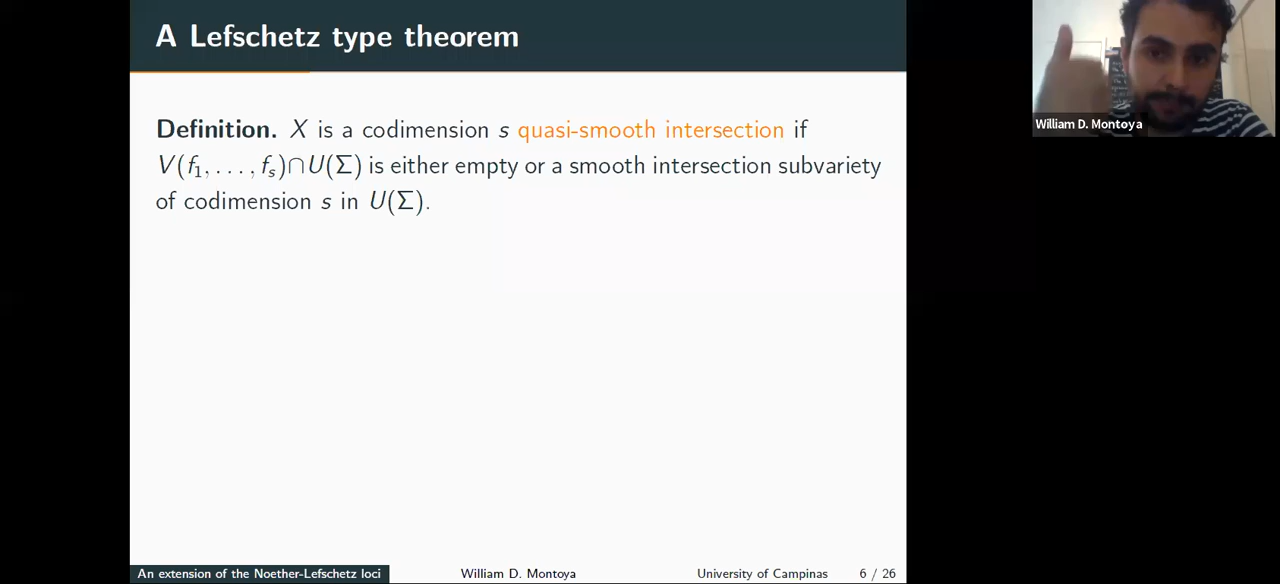 A Lefschetz type theorem
William D. Montoya
Definition. X is a codimension s quasi-smooth intersection if
V(f₁, . . . , fₛ)∩U(Σ) is either empty or a smooth intersection subvariety
of codimension s in U(Σ).
An extension of the Noether-Lefschetz loci William D. Montoya University of Campinas 6 / 26